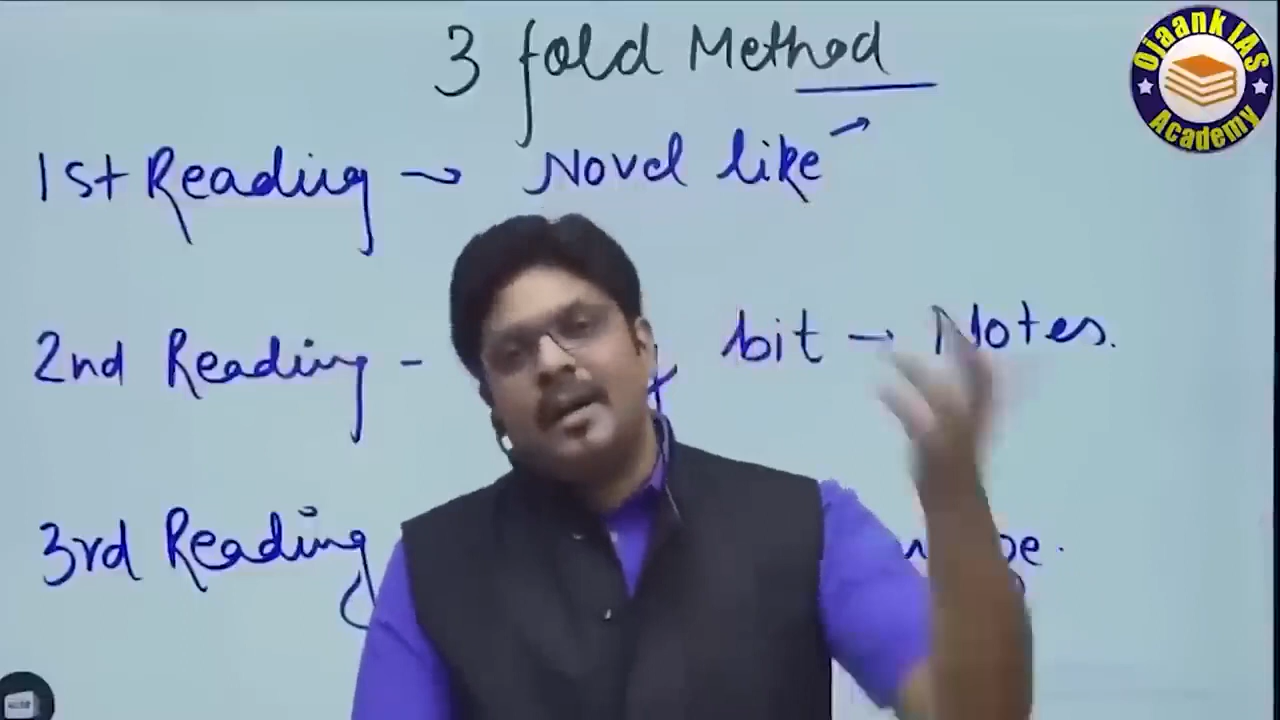 3 fold Method
Ojaank IAS Academy
1st Reading → Novel like →
2nd Reading - bit → Notes.
3rd Reading